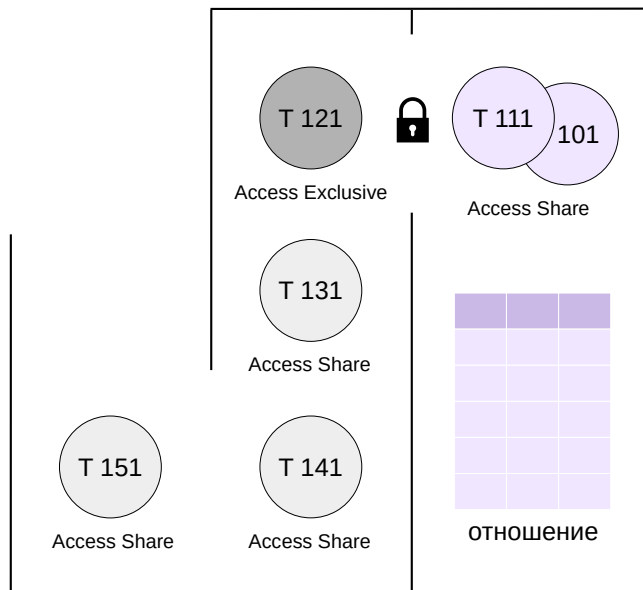 T 121
T 111
101
Access Exclusive
Access Share
T 131
Access Share
T 151
T 141
Access Share
Access Share
отношение